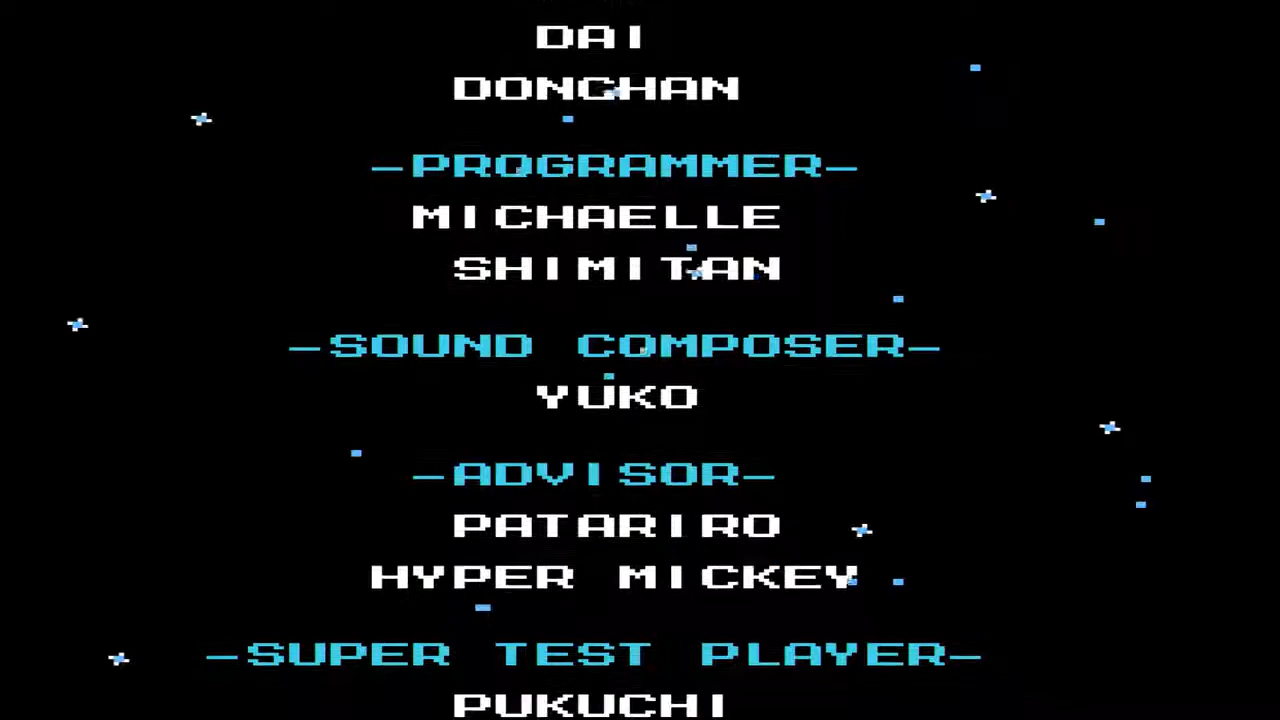 DAI
DONCHAN
-PROGRAMMER-
MICHAELLE
SHIMITAN
-SOUND COMPOSER-
YUKO
-ADVISOR-
PATARIRO
HYPER MICKEY
-SUPER TEST PLAYER-
PUKUCHI